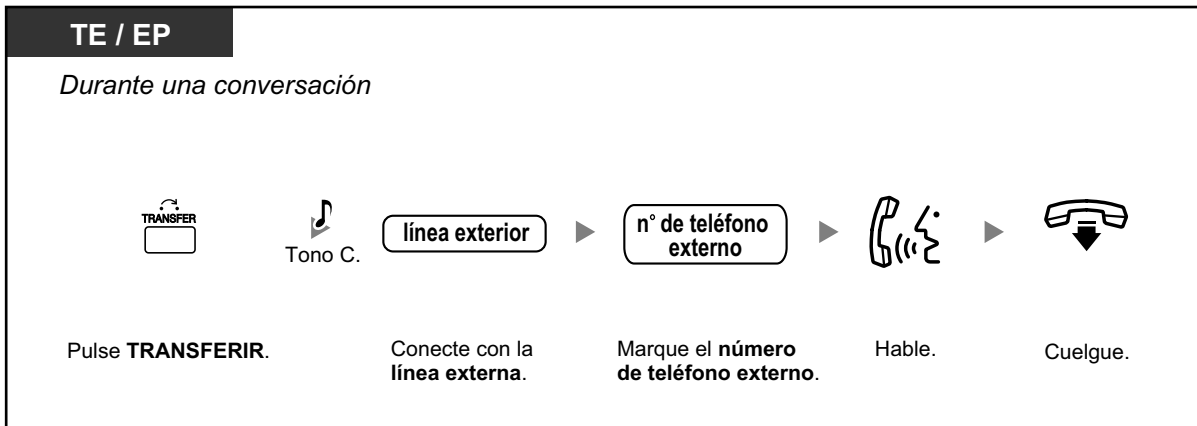 TE / EP
Durante una conversación
TRANSFER
Tono C.
línea exterior
n° de teléfono
externo
Pulse TRANSFERIR.
Conecte con la
línea externa.
Marque el número
de teléfono externo.
Hable.
Cuelgue.